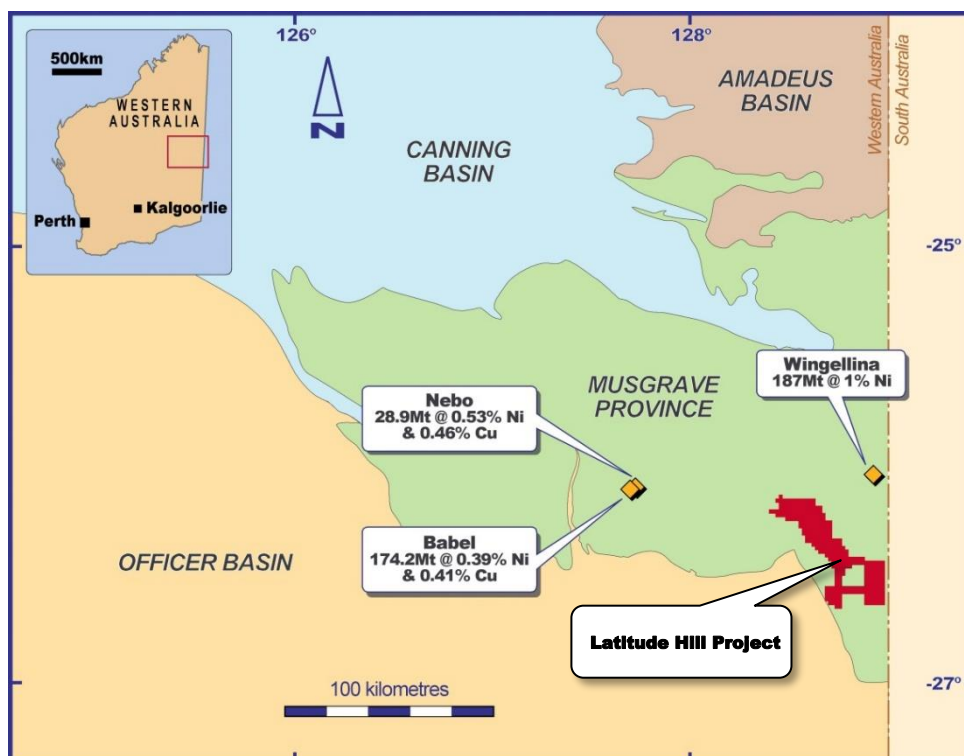 126°
128°
500km
WESTERN
AUSTRALIA
Perth
Kalgoorlie
N
CANNING
BASIN
AMADEUS
BASIN
Western Australia
South Australia
-25°
Wingellina
187Mt @ 1% Ni
MUSGRAVE
PROVINCE
Nebo
28.9Mt @ 0.53% Ni
& 0.46% Cu
Babel
174.2Mt @ 0.39% Ni
& 0.41% Cu
OFFICER BASIN
Latitude Hill Project
100 kilometres
-27°